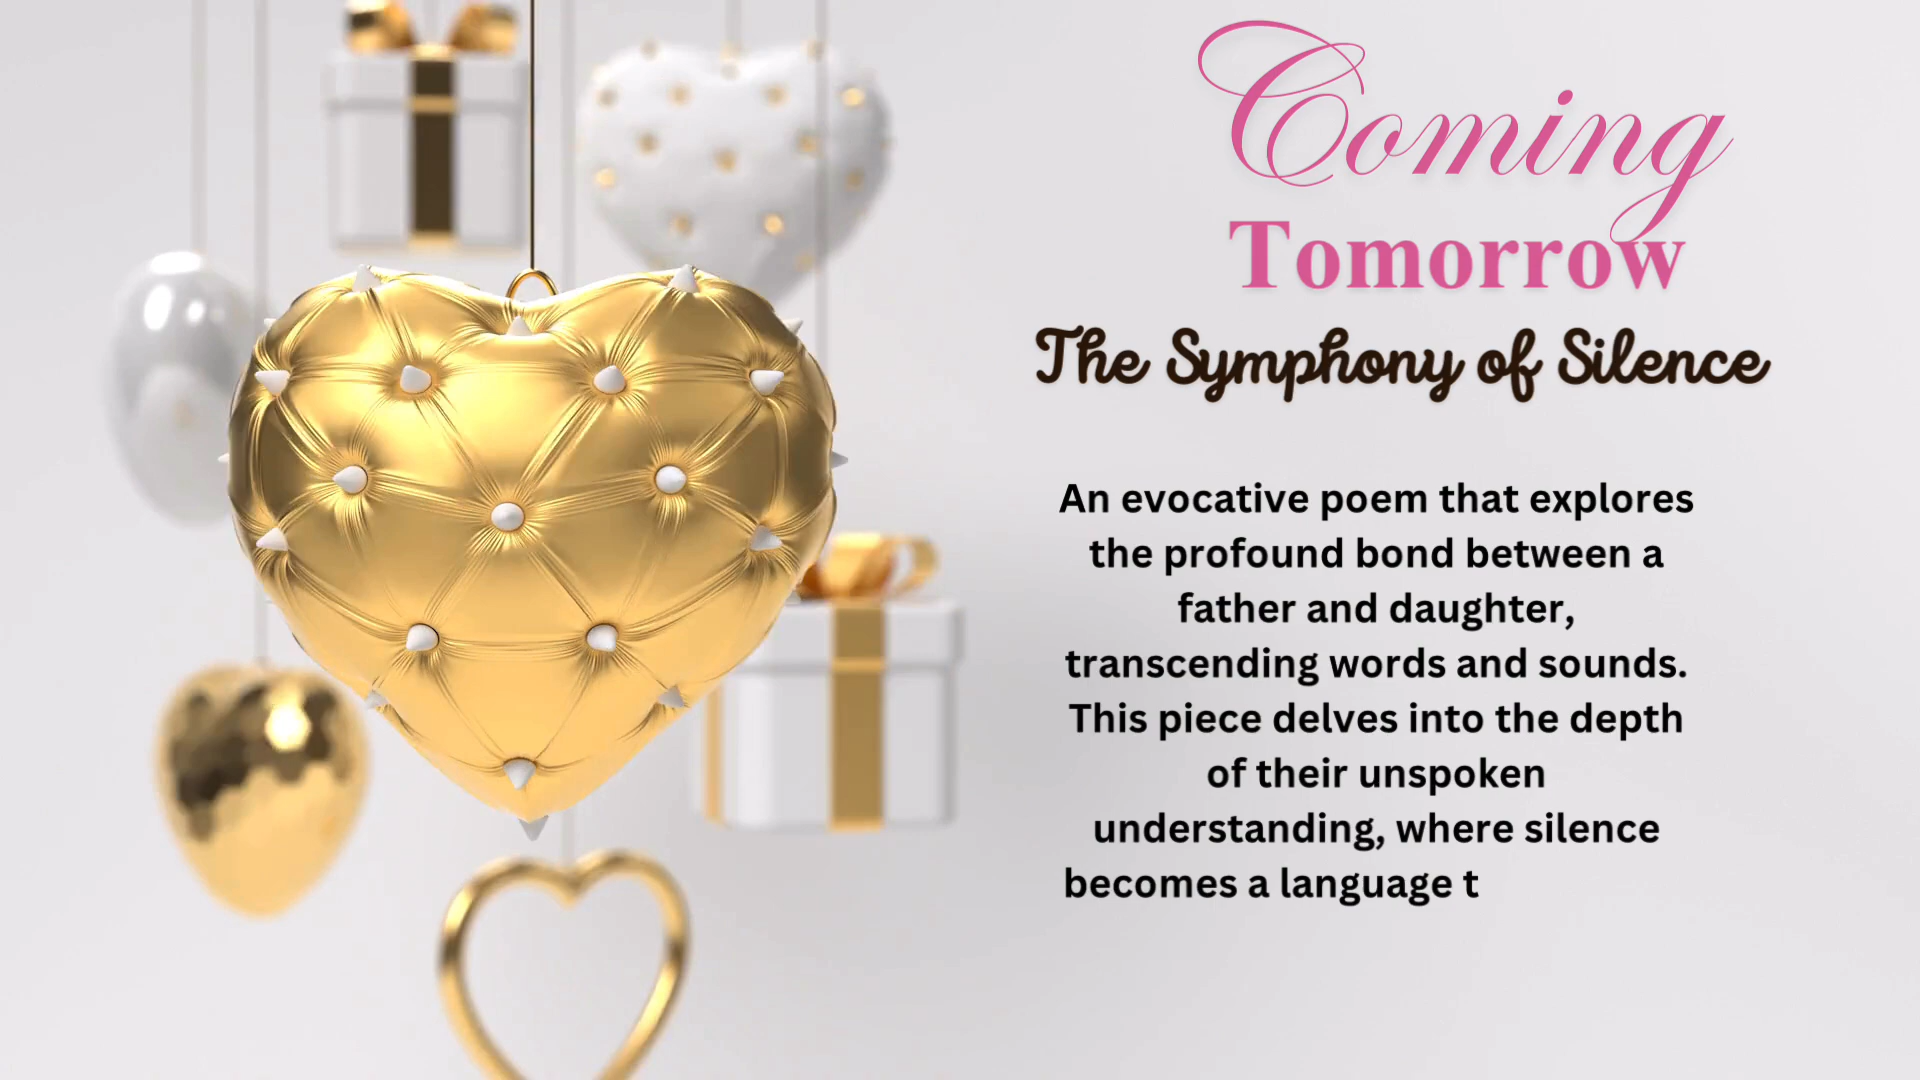 Coming
Tomorrow
The Symphony of Silence
An evocative poem that explores
the profound bond between a
father and daughter,
transcending words and sounds.
This piece delves into the depth
of their unspoken
understanding, where silence
becomes a language t